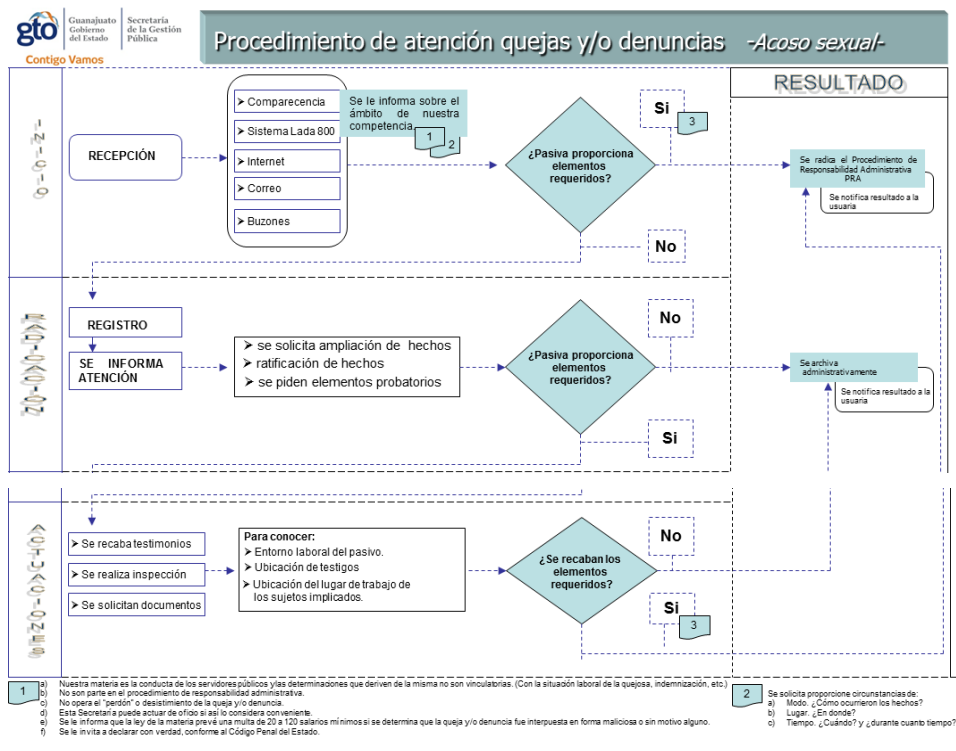 gto
Guanajuato
Gobierno
del Estado
Secretaría
de la Gestión
Pública
Contigo Vamos
Procedimiento de atención quejas y/o denuncias -Acoso sexual-
RESULTADO
INICIO
RECEPCIÓN
Comparecencia
Sistema Lada 800
Internet
Correo
Buzones
Se le informa sobre el
ámbito de nuestra
competencia.
1
2
¿Pasiva proporciona
elementos
requeridos?
Si
3
No
Se radica el Procedimiento de
Responsabilidad Administrativa
PRA
Se notifica resultado a la
usuaria
RADICACIÓN
REGISTRO
SE INFORMA
ATENCIÓN
se solicita ampliación de hechos
ratificación de hechos
se piden elementos probatorios
¿Pasiva proporciona
elementos
requeridos?
No
Si
Se archiva
administrativamente
Se notifica resultado a la
usuaria
ACTUACIONES
Se recaba testimonios
Se realiza inspección
Se solicitan documentos
Para conocer:
Entorno laboral del pasivo.
Ubicación de testigos
Ubicación del lugar de trabajo de
los sujetos implicados.
¿Se recaban los
elementos
requeridos?
No
Si
3
1
a) Nuestra materia es la conducta de los servidores públicos y las determinaciones que deriven de la misma no son vinculatorias. (Con la situación laboral de la quejosa, indemnización, etc.)
b) No son parte en el procedimiento de responsabilidad administrativa.
c) No opera el "perdón" o desistimiento de la queja y/o denuncia.
d) Esta Secretaría puede actuar de oficio si así lo considera conveniente.
e) Se le informa que la ley de la materia prevé una multa de 20 a 120 salarios mínimos si se determina que la queja y/o denuncia fue interpuesta en forma maliciosa o sin motivo alguno.
f) Se le invita a declarar con verdad, conforme al Código Penal del Estado.
2
Se solicita proporcione circunstancias de:
a) Modo. ¿Cómo ocurrieron los hechos?
b) Lugar. ¿En donde?
c) Tiempo. ¿Cuándo? y ¿durante cuanto tiempo?